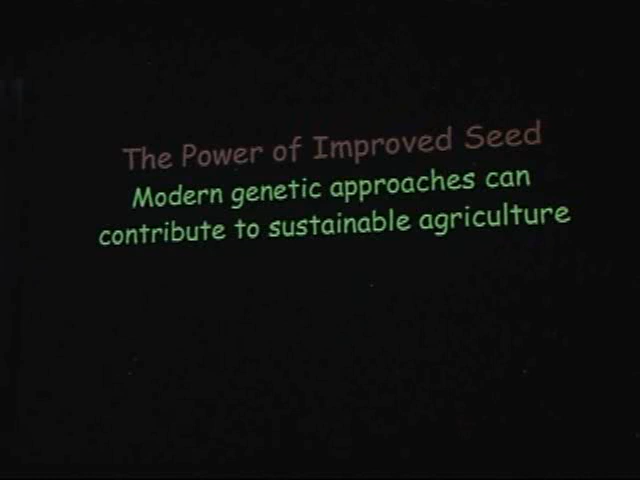 The Power of Improved Seed
Modern genetic approaches can
contribute to sustainable agriculture